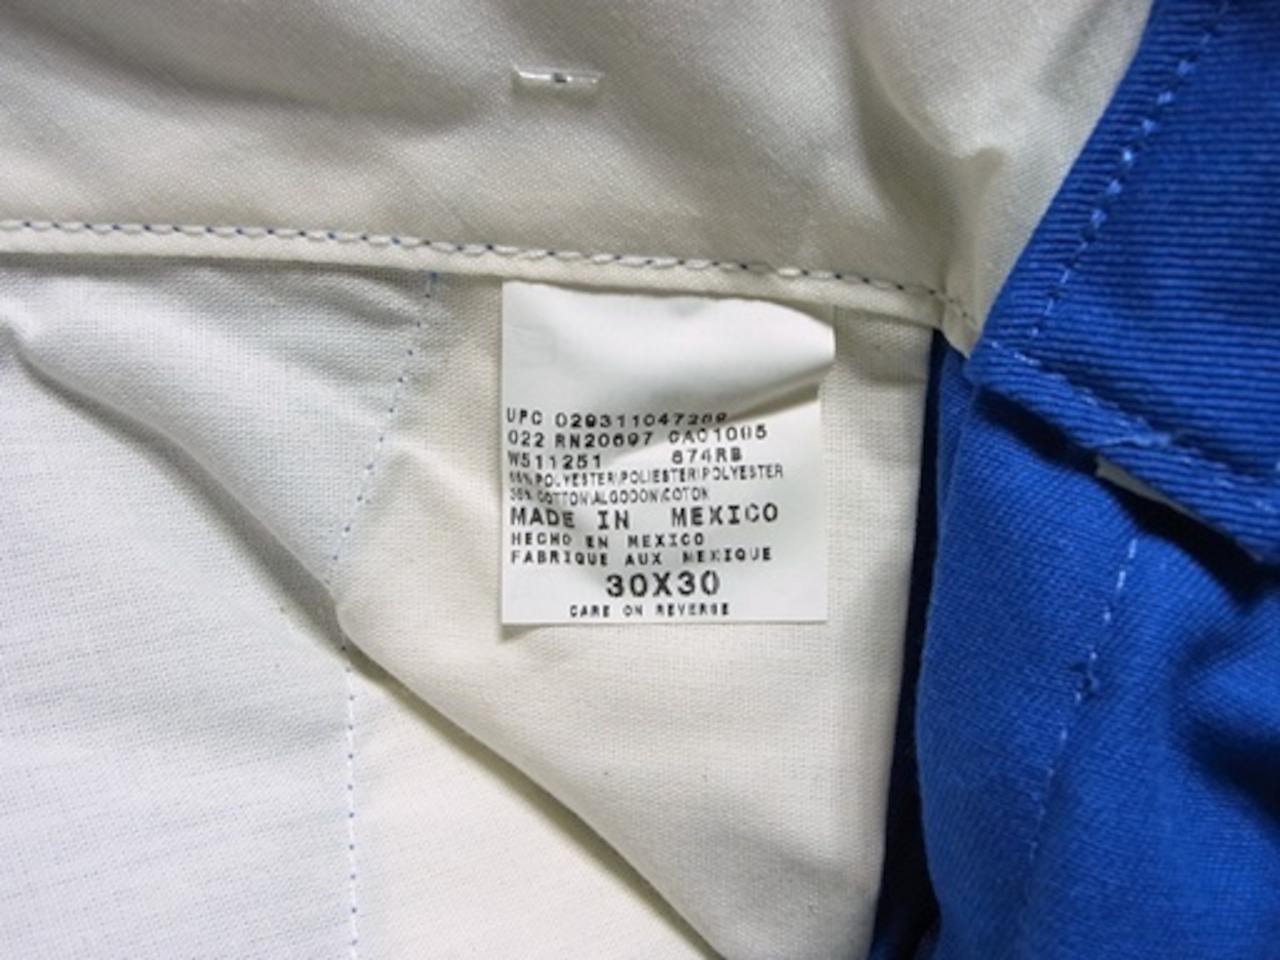 UPC 029311047289
022 RN20697 CA01085
W511251 874RB
65% POLYESTER\POLIESTER\POLYESTER
35% COTTON\ALGODON\COTON
MADE IN MEXICO
HECHO EN MEXICO
FABRIQUE AUX MEXIQUE
30X30
CARE ON REVERSE